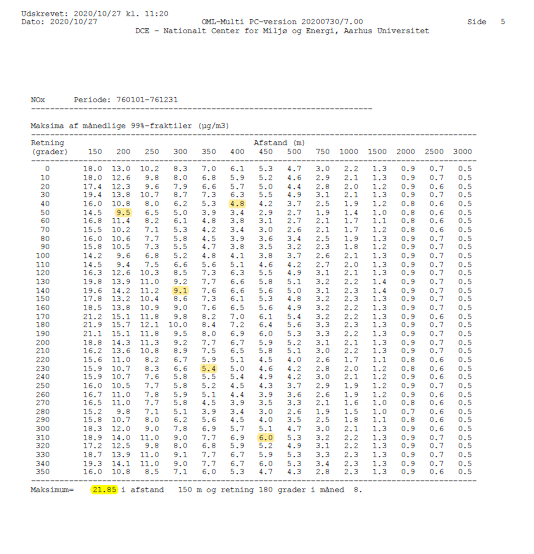 Udskrevet: 2020/10/27 kl. 11:20
Dato: 2020/10/27 OML-Multi PC-version 20200730/7.00 Side 5
DCE - Nationalt Center for Miljø og Energi, Aarhus Universitet
NOx Periode: 760101-761231
Maksima af månedlige 99%-fraktiler (µg/m3)
Retning Afstand (m)
(grader) 150 200 250 300 350 400 450 500 750 1000 1500 2000 2500 3000
0 18.0 13.0 10.2 8.3 7.0 6.1 5.3 4.7 3.0 2.2 1.3 0.9 0.7 0.5
10 18.0 12.6 9.8 8.0 6.8 5.9 5.2 4.6 2.9 2.1 1.3 0.9 0.7 0.5
20 17.4 12.3 9.6 7.9 6.6 5.7 5.0 4.4 2.8 2.0 1.2 0.9 0.7 0.5
30 19.4 13.8 10.7 8.7 7.3 6.3 5.5 4.9 3.1 2.1 1.3 0.9 0.7 0.5
40 16.0 10.8 8.0 6.2 5.3 4.8 4.2 3.7 2.5 1.9 1.2 0.8 0.6 0.5
50 14.5 9.5 6.5 5.0 3.9 3.4 2.9 2.7 1.9 1.4 1.0 0.8 0.6 0.5
60 16.8 11.4 8.2 6.1 4.8 3.8 3.1 2.7 2.1 1.7 1.1 0.8 0.6 0.5
70 15.5 10.2 7.1 5.3 4.2 3.4 3.0 2.6 2.1 1.7 1.2 0.8 0.6 0.5
80 16.0 10.6 7.7 5.8 4.5 3.9 3.6 3.4 2.5 1.9 1.3 0.9 0.7 0.5
90 15.8 10.5 7.3 5.5 4.7 3.8 3.5 3.2 2.3 1.8 1.2 0.9 0.7 0.5
100 14.2 9.6 6.8 5.2 4.8 4.1 3.8 3.7 2.6 2.1 1.3 0.9 0.7 0.5
110 14.5 9.4 7.5 6.6 5.6 5.1 4.6 4.2 2.7 2.0 1.3 0.9 0.7 0.5
120 16.3 12.6 10.3 8.5 7.3 6.3 5.5 4.9 3.1 2.1 1.3 0.9 0.7 0.5
130 19.8 13.9 11.0 9.2 7.7 6.6 5.8 5.1 3.2 2.2 1.4 0.9 0.7 0.5
140 19.6 14.2 11.2 9.1 7.6 6.6 5.6 5.0 3.1 2.3 1.4 0.9 0.7 0.5
150 17.8 13.2 10.4 8.6 7.3 6.1 5.3 4.8 3.2 2.3 1.3 0.9 0.7 0.5
160 18.5 13.8 10.9 9.0 7.6 6.5 5.6 4.9 3.2 2.2 1.3 0.9 0.7 0.5
170 21.2 15.1 11.8 9.8 8.2 7.0 6.1 5.4 3.2 2.2 1.3 0.9 0.6 0.5
180 21.9 15.7 12.1 10.0 8.4 7.2 6.4 5.6 3.3 2.3 1.3 0.9 0.7 0.5
190 21.1 15.1 11.8 9.5 8.0 6.9 6.0 5.3 3.3 2.2 1.3 0.9 0.7 0.5
200 18.8 14.3 11.3 9.2 7.7 6.7 5.9 5.2 3.1 2.1 1.3 0.9 0.7 0.5
210 16.2 13.6 10.8 8.9 7.5 6.5 5.8 5.1 3.0 2.2 1.3 0.9 0.7 0.5
220 15.6 11.0 8.2 6.7 5.9 5.1 4.5 4.0 2.6 1.7 1.1 0.8 0.6 0.5
230 15.9 10.7 8.3 6.6 5.4 5.0 4.6 4.2 2.8 2.0 1.2 0.8 0.6 0.5
240 15.9 10.7 7.6 5.8 5.5 5.4 4.9 4.2 3.0 2.1 1.2 0.9 0.6 0.5
250 16.0 10.5 7.7 5.8 5.2 4.5 4.3 3.7 2.9 1.9 1.2 0.9 0.7 0.5
260 16.7 11.0 7.8 5.9 5.1 4.4 3.9 3.6 2.6 1.9 1.2 0.9 0.6 0.5
270 16.5 11.0 7.7 5.8 4.5 3.9 3.5 3.3 2.1 1.6 1.0 0.8 0.6 0.5
280 15.2 9.8 7.1 5.1 3.9 3.4 3.0 2.6 1.9 1.5 1.0 0.7 0.6 0.5
290 15.8 10.7 8.0 6.2 5.6 4.5 4.0 3.5 2.5 1.8 1.1 0.8 0.6 0.5
300 18.3 12.0 9.0 7.8 6.9 5.7 5.1 4.7 3.0 2.1 1.3 0.9 0.6 0.5
310 18.9 14.0 11.0 9.0 7.7 6.9 6.0 5.3 3.2 2.2 1.3 0.9 0.7 0.5
320 17.2 12.5 9.8 8.0 6.8 5.9 5.2 4.9 3.1 2.2 1.3 0.9 0.7 0.5
330 18.7 13.9 11.0 9.1 7.7 6.7 5.9 5.3 3.3 2.3 1.3 0.9 0.7 0.5
340 19.3 14.1 11.0 9.0 7.7 6.7 6.0 5.3 3.4 2.3 1.3 0.9 0.7 0.5
350 16.0 10.8 8.5 7.1 6.0 5.3 4.7 4.3 2.8 2.3 1.3 0.9 0.6 0.5
Maksimum= 21.85 i afstand 150 m og retning 180 grader i måned 8.